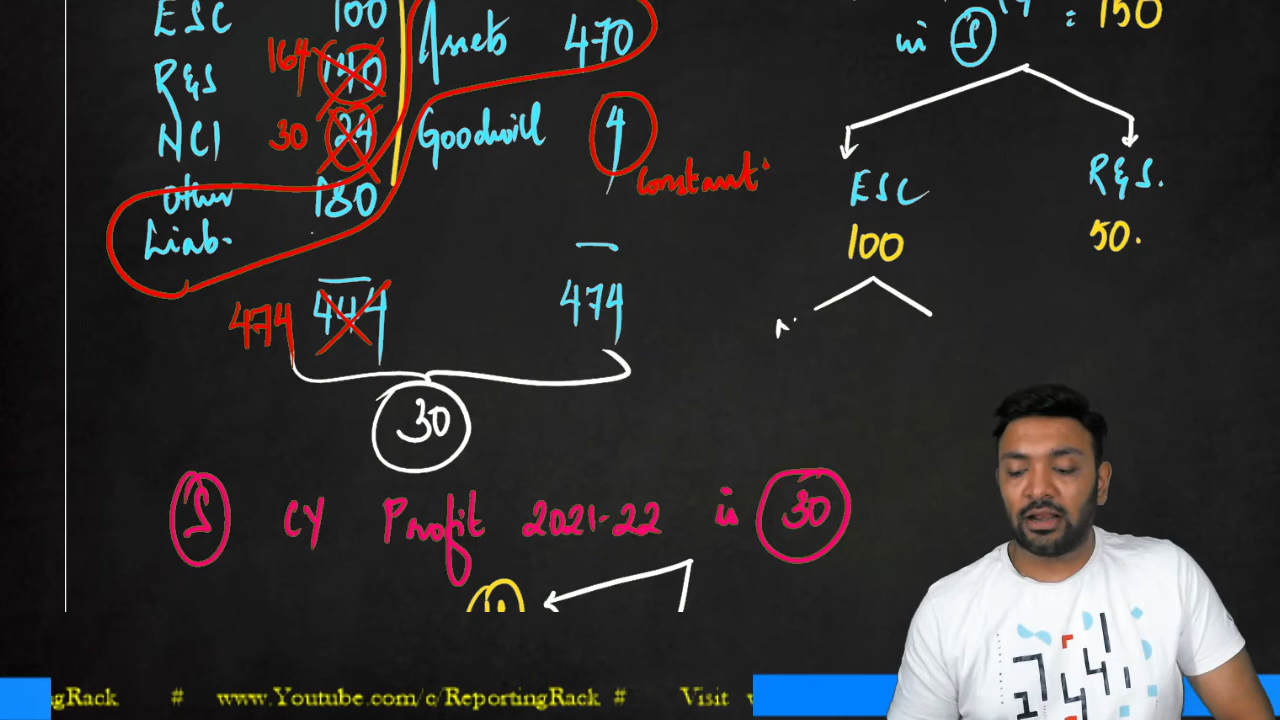 ESC 100
R&S 164 140
NCI 30 24
Other 180
Liab-
474 444
Assets 470
Goodwill 4
Constant
474
30
in S = 150
ESC
100
R&S.
50.
S CY Profit 2021-22 is 30
ngRack # www.Youtube.com/c/ReportingRack # Visit